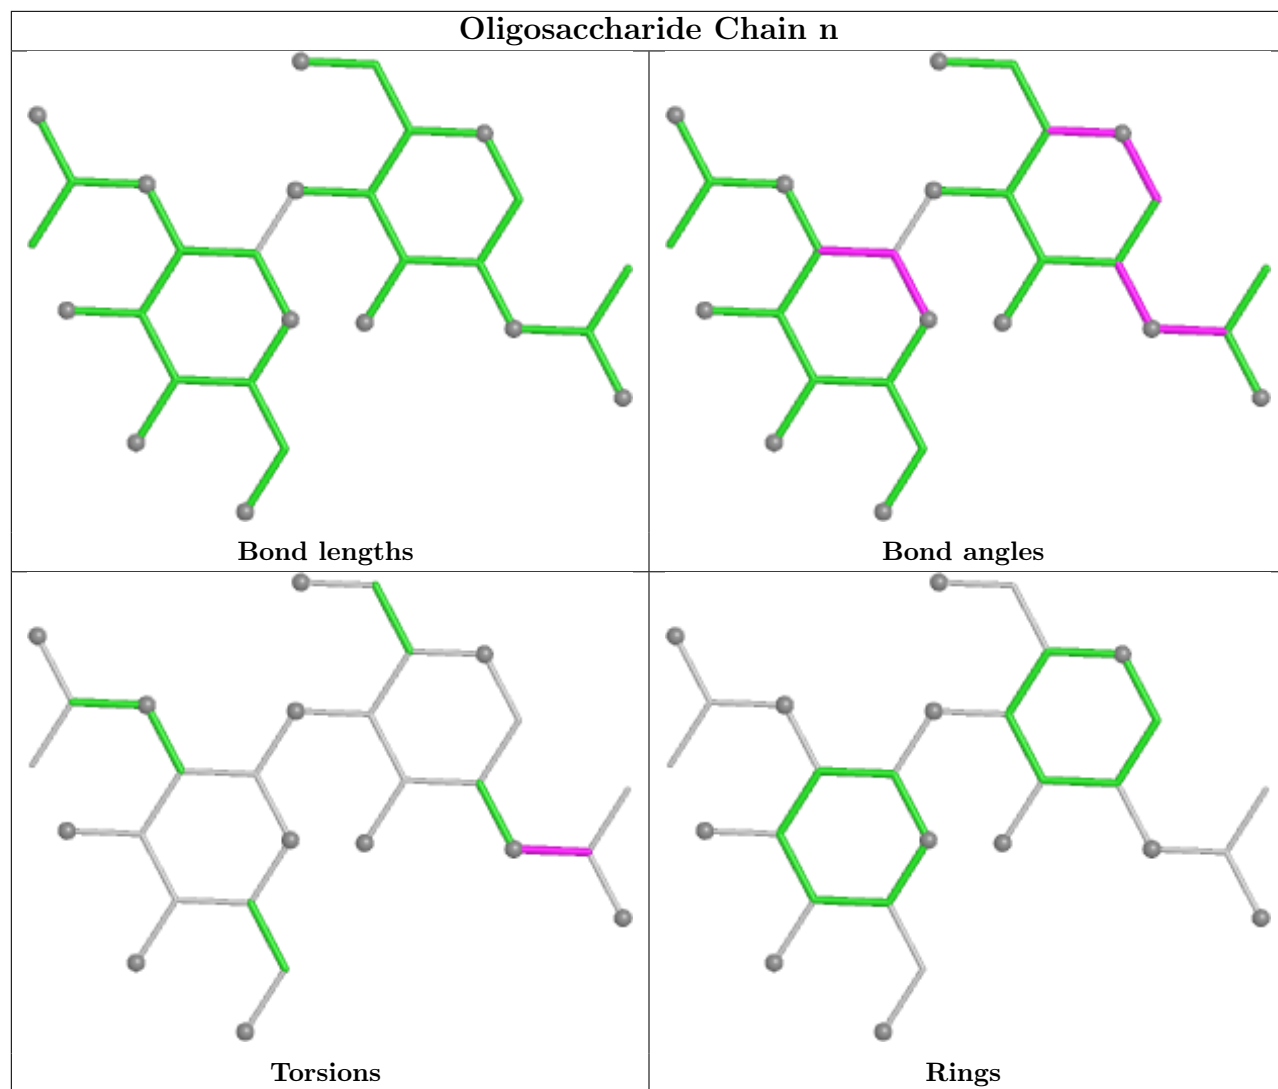 Oligosaccharide Chain n
Bond lengths
Bond angles
Torsions
Rings